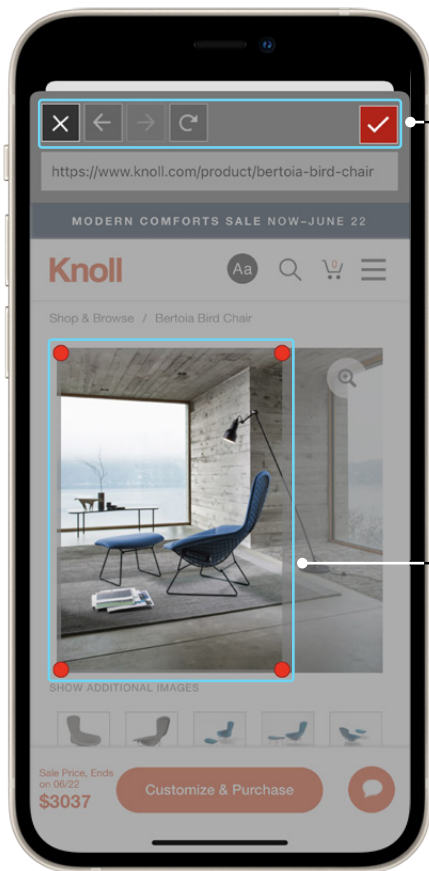 https://www.knoll.com/product/bertoia-bird-chair
MODERN COMFORTS SALE NOW–JUNE 22
Knoll
Aa
0
Shop & Browse / Bertoia Bird Chair
SHOW ADDITIONAL IMAGES
Sale Price, Ends
on 06/22
$3037
Customize & Purchase